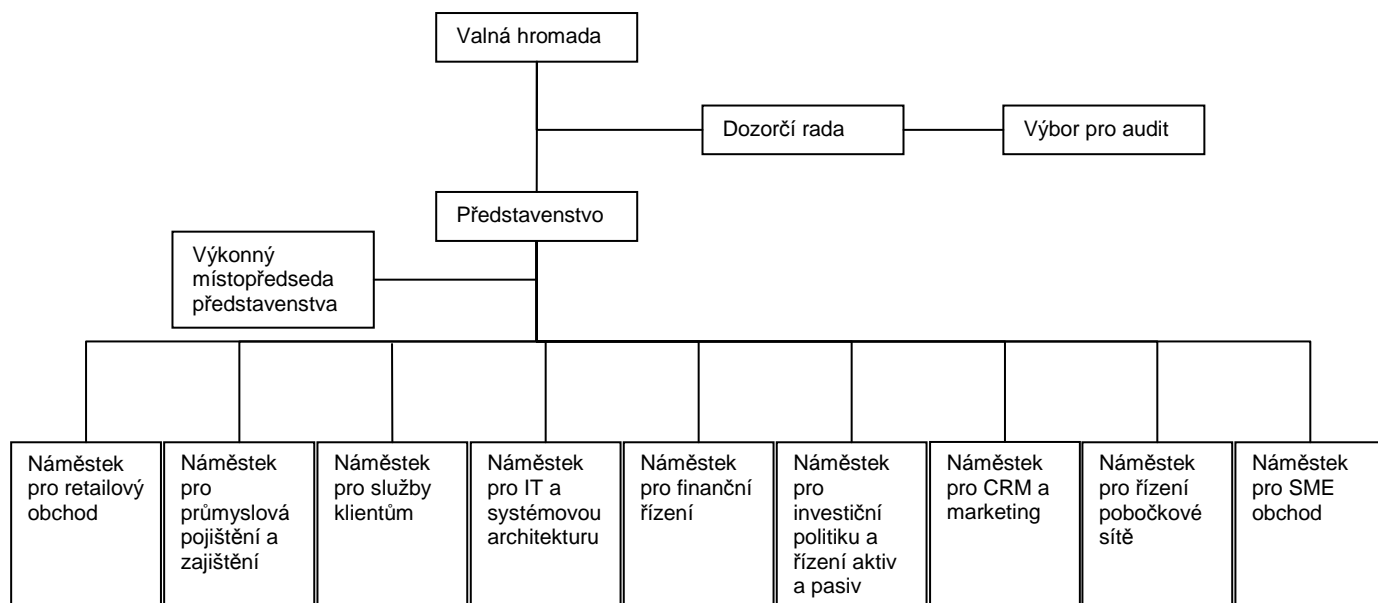 Valná hromada
Dozorčí rada
Výbor pro audit
Představenstvo
Výkonný
místopředseda
představenstva
Náměstek
pro retailový
obchod
Náměstek
pro
průmyslová
pojištění a
zajištění
Náměstek
pro služby
klientům
Náměstek
pro IT a
systémovou
architekturu
Náměstek
pro finanční
řízení
Náměstek
pro
investiční
politiku a
řízení aktiv
a pasiv
Náměstek
pro CRM a
marketing
Náměstek
pro řízení
pobočkové
sítě
Náměstek
pro SME
obchod